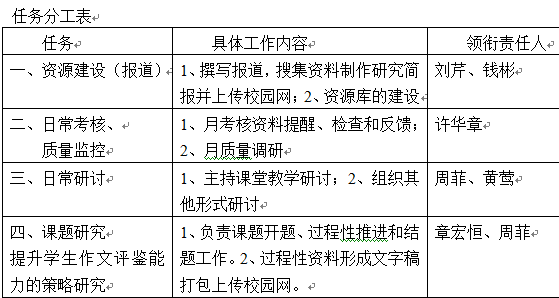 任务分工表
任务
具体工作内容
领衔责任人
一、资源建设（报道）
1、撰写报道，搜集资料制作研究简
报并上传校园网；2、资源库的建设
刘芹、钱彬
二、日常考核、
质量监控
1、月考核资料提醒、检查和反馈；
2、月质量调研
许华章
三、日常研讨
1、主持课堂教学研讨；2、组织其
他形式研讨
周菲、黄莺
四、课题研究
提升学生作文评鉴能
力的策略研究
1、负责课题开题、过程性推进和结
题工作。2、过程性资料形成文字稿
打包上传校园网。
章宏恒、周菲